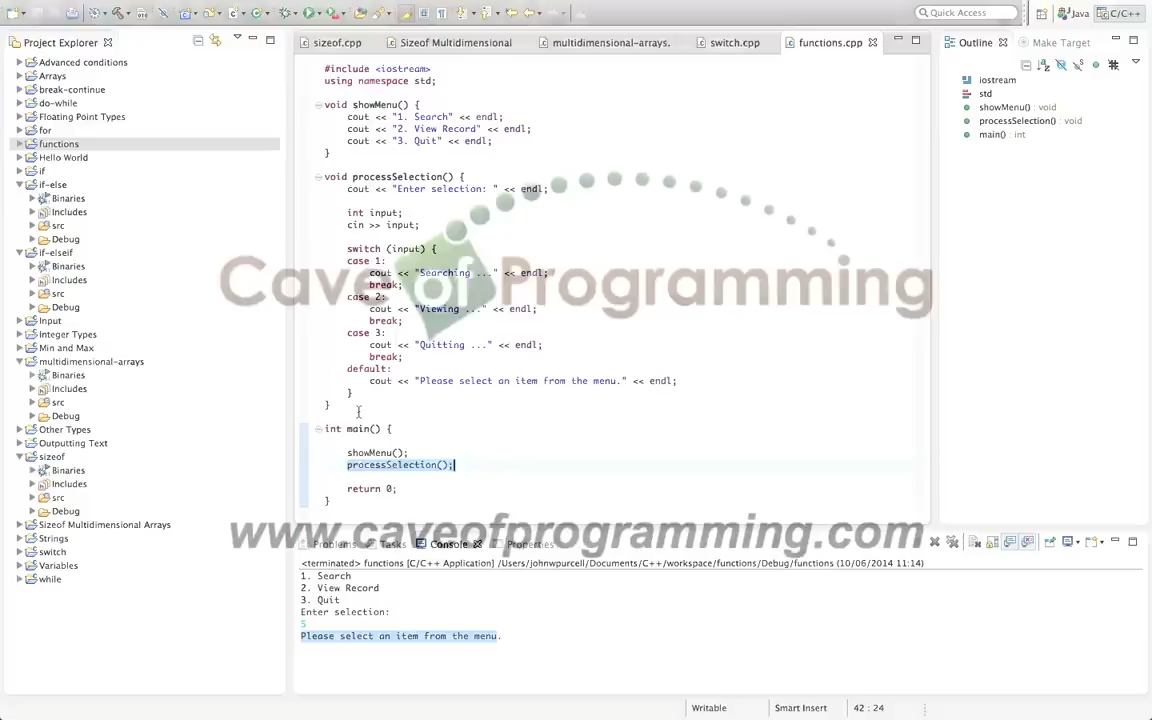 Quick Access
Java
C/C++
Project Explorer
sizeof.cpp
Sizeof Multidimensional
multidimensional-arrays.
switch.cpp
functions.cpp
Outline
Make Target
Advanced conditions
Arrays
break-continue
do-while
Floating Point Types
for
functions
Hello World
if
if-else
Binaries
Includes
src
Debug
if-elseif
Binaries
Includes
src
Debug
Input
Integer Types
Min and Max
multidimensional-arrays
Binaries
Includes
src
Debug
Other Types
Outputting Text
sizeof
Binaries
Includes
src
Debug
Sizeof Multidimensional Arrays
Strings
switch
Variables
while
#include <iostream>
using namespace std;
void showMenu() {
cout << "1. Search" << endl;
cout << "2. View Record" << endl;
cout << "3. Quit" << endl;
}
void processSelection() {
cout << "Enter selection: " << endl;
int input;
cin >> input;
switch (input) {
case 1:
cout << "Searching ..." << endl;
break;
case 2:
cout << "Viewing ..." << endl;
break;
case 3:
cout << "Quitting ..." << endl;
break;
default:
cout << "Please select an item from the menu." << endl;
}
}
int main() {
showMenu();
processSelection();
return 0;
}
Cave of Programming
www.caveofprogramming.com
iostream
std
showMenu() : void
processSelection() : void
main() : int
Problems
Tasks
Console
Properties
<terminated> functions [C/C++ Application] /Users/johnwpurcell/Documents/C++/workspace/functions/Debug/functions (10/06/2014 11:14)
1. Search
2. View Record
3. Quit
Enter selection:
5
Please select an item from the menu.
Writable
Smart Insert
42 : 24